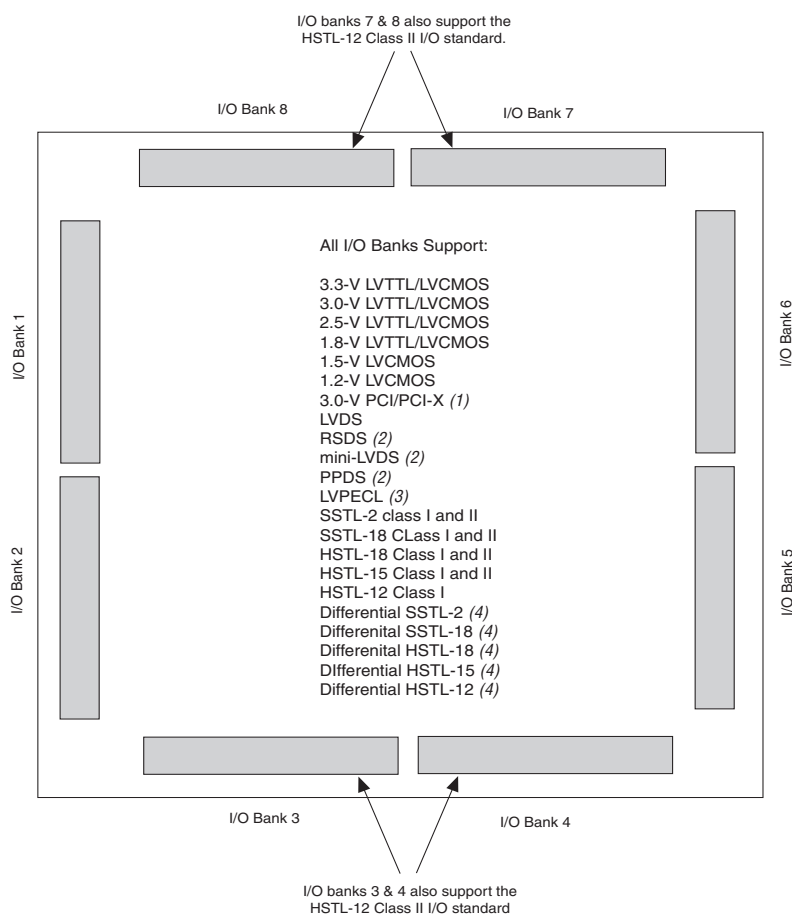 I/O banks 7 & 8 also support the
HSTL-12 Class II I/O standard.
I/O Bank 8
I/O Bank 7
All I/O Banks Support:
I/O Bank 1
I/O Bank 6
3.3-V LVTTL/LVCMOS
3.0-V LVTTL/LVCMOS
2.5-V LVTTL/LVCMOS
1.8-V LVTTL/LVCMOS
1.5-V LVCMOS
1.2-V LVCMOS
3.0-V PCI/PCI-X (1)
LVDS
RSDS (2)
mini-LVDS (2)
PPDS (2)
LVPECL (3)
SSTL-2 class I and II
SSTL-18 CLass I and II
HSTL-18 Class I and II
HSTL-15 Class I and II
HSTL-12 Class I
Differential SSTL-2 (4)
Differenital SSTL-18 (4)
Differenital HSTL-18 (4)
DIfferential HSTL-15 (4)
Differential HSTL-12 (4)
I/O Bank 2
I/O Bank 5
I/O Bank 3
I/O Bank 4
I/O banks 3 & 4 also support the
HSTL-12 Class II I/O standard